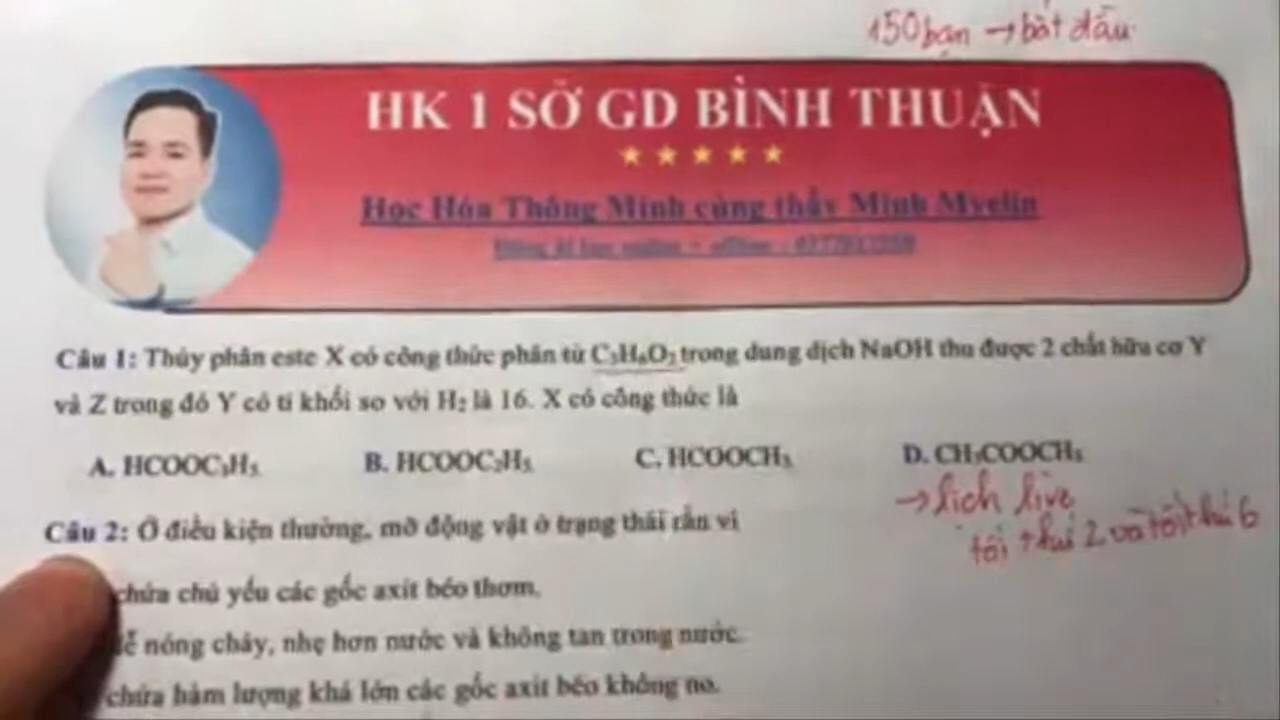 150 bạn → bắt đầu
HK 1 SỞ GD BÌNH THUẬN
Học Hóa Thông Minh cùng thầy Minh Myelin
Câu 1: Thủy phân este X có công thức phân tử C₃H₆O₂ trong dung dịch NaOH thu được 2 chất hữu cơ Y
và Z trong đó Y có tỉ khối so với H₂ là 16. X có công thức là
A. HCOOC₃H₅ B. HCOOC₂H₅ C. HCOOCH₃ D. CH₃COOCH₃
→ lịch live
tối thứ 2 và tối thứ 6
Câu 2: Ở điều kiện thường, mỡ động vật ở trạng thái rắn vì
chứa chủ yếu các gốc axit béo thơm.
nóng chảy, nhẹ hơn nước và không tan trong nước.
chứa hàm lượng khá lớn các gốc axit béo không no.